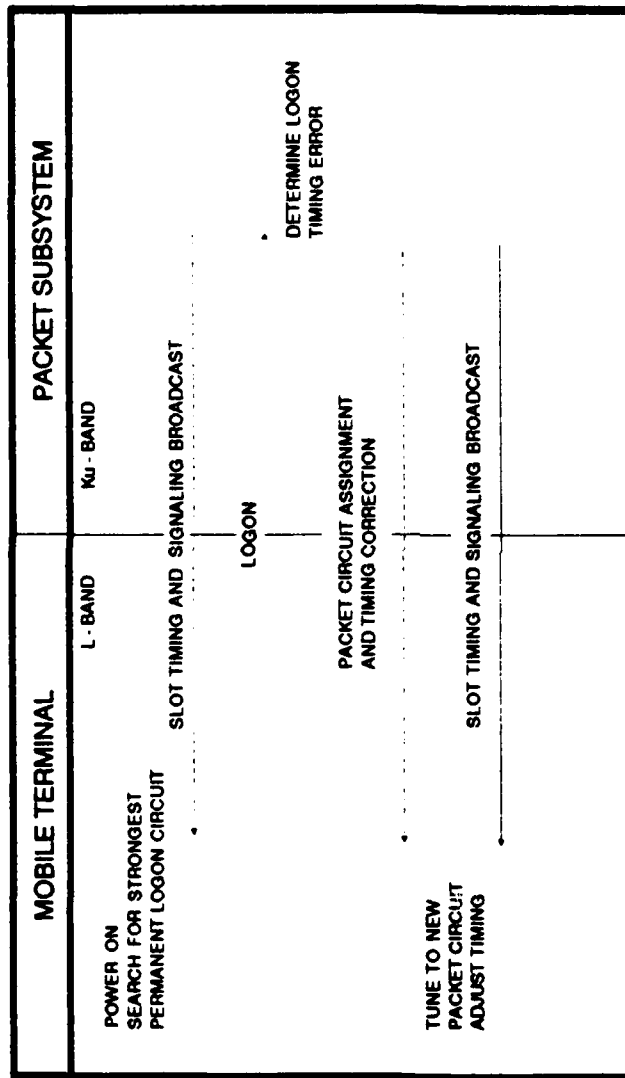 MOBILE TERMINAL
PACKET SUBSYSTEM
L - BAND
Ku - BAND
POWER ON
SEARCH FOR STRONGEST
PERMANENT LOGON CIRCUIT
SLOT TIMING AND SIGNALING BROADCAST
LOGON
DETERMINE LOGON
TIMING ERROR
PACKET CIRCUIT ASSIGNMENT
AND TIMING CORRECTION
TUNE TO NEW
PACKET CIRCUIT
ADJUST TIMING
SLOT TIMING AND SIGNALING BROADCAST